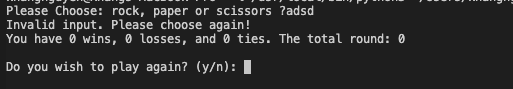 Please Choose: rock, paper or scissors ?adsd
Invalid input. Please choose again!
You have 0 wins, 0 losses, and 0 ties. The total round: 0
Do you wish to play again? (y/n):